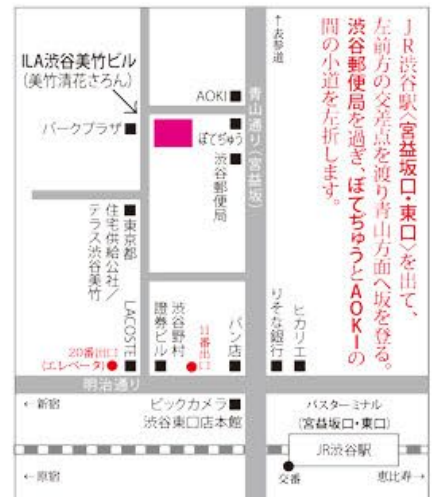 JR渋谷駅〈宮益坂口・東口〉を出て、
左前方の交差点を渡り青山方面へ坂を登る。
渋谷郵便局を過ぎ、ぼてぢゅうとAOKIの
間の小道を左折します。
↑表参道
ILA渋谷美竹ビル
(美竹清花さろん)
パークプラザ
AOKI
ぼてぢゅう
渋谷郵便局
青山通り(宮益坂)
東京都
住宅供給公社/
テラス渋谷美竹
LACOSTE
20番出口
(エレベータ)
渋谷野村
證券ビル
11番出口
パン店
りそな銀行
ヒカリエ
明治通り
←新宿
ビックカメラ
渋谷東口店本館
バスターミナル
(宮益坂口・東口)
JR渋谷駅
←原宿
交番
恵比寿→